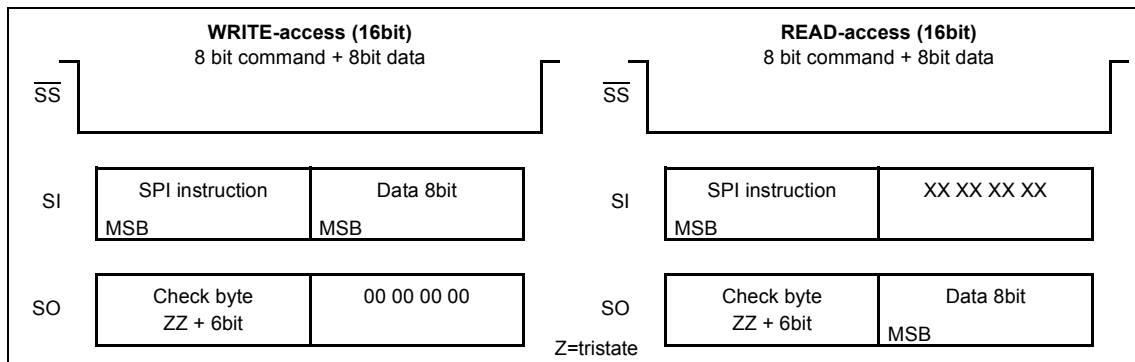 WRITE-access (16bit)
8 bit command + 8bit data
SS
SI
SPI instruction
MSB
Data 8bit
MSB
SO
Check byte
ZZ + 6bit
00 00 00 00
READ-access (16bit)
8 bit command + 8bit data
SS
SI
SPI instruction
MSB
XX XX XX XX
SO
Check byte
ZZ + 6bit
Data 8bit
MSB
Z=tristate